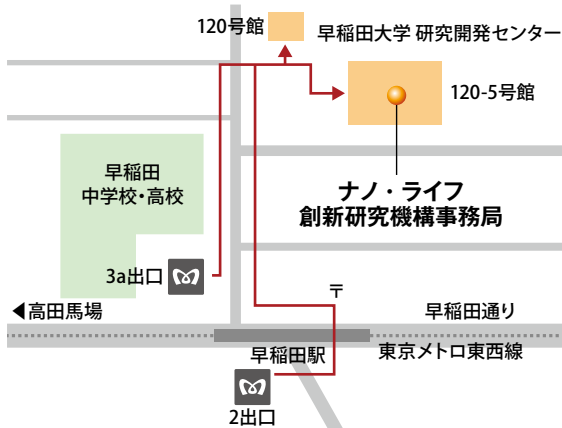 120号館
早稲田大学 研究開発センター
120-5号館
早稲田
中学校・高校
ナノ・ライフ
創新研究機構事務局
3a出口
〒
◀高田馬場
早稲田通り
早稲田駅
東京メトロ東西線
2出口